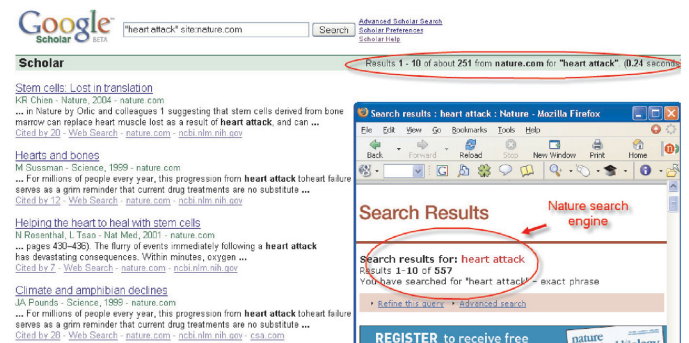 Google
Scholar BETA
"heart attack" site:nature.com
Search
Advanced Scholar Search
Scholar Preferences
Scholar Help
Scholar
Results 1 - 10 of about 251 from nature.com for "heart attack". (0.24 seconds
Stem cells: Lost in translation
KR Chien - Nature, 2004 - nature.com
... in Nature by Orlic and colleagues 1 suggesting that stem cells derived from bone
marrow can replace heart muscle lost as a result of heart attack, and can ...
Cited by 20 - Web Search - nature.com - ncbi.nlm.nih.gov
Hearts and bones
M Sussman - Science, 1999 - nature.com
... For millions of people every year, this progression from heart attack toheart failure
serves as a grim reminder that current drug treatments are no substitute ...
Cited by 12 - Web Search - nature.com - ncbi.nlm.nih.gov
Helping the heart to heal with stem cells
N Rosenthal, L Tsao - Nat Med, 2001 - nature.com
... pages 430–436). The flurry of events immediately following a heart attack
has devastating consequences. Within minutes, oxygen ...
Cited by 7 - Web Search - nature.com - ncbi.nlm.nih.gov
Climate and amphibian declines
JA Pounds - Science, 1999 - nature.com
... For millions of people every year, this progression from heart attack toheart failure
serves as a grim reminder that current drug treatments are no substitute ...
Cited by 28 - Web Search - nature.com - ncbi.nlm.nih.gov - csa.com
Search results : heart attack : Nature - Mozilla Firefox
File Edit View Go Bookmarks Tools Help
Back Forward Reload Stop New Window Print Home
Search Results
Nature search
engine
Search results for: heart attack
Results 1-10 of 557
You have searched for "heart attack" - exact phrase
Refine this query Advanced search
REGISTER to receive free
nature